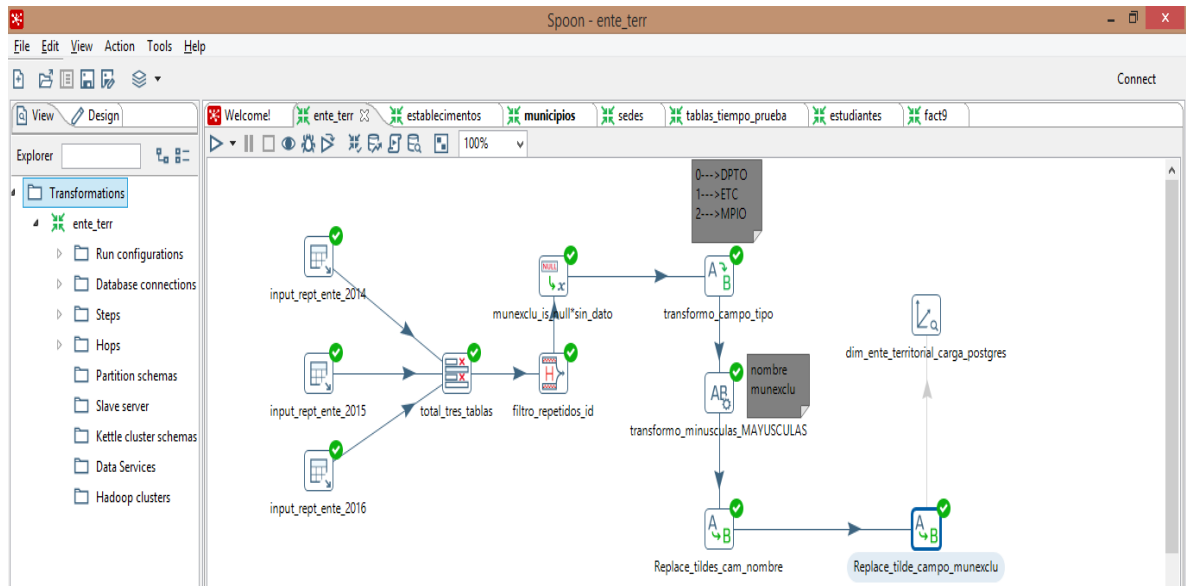 Spoon - ente_terr
File Edit View Action Tools Help
Connect
View Design
Welcome! ente_terr establecimentos municipios sedes tablas_tiempo_prueba estudiantes fact9
Explorer
100%
Transformations
ente_terr
Run configurations
Database connections
Steps
Hops
Partition schemas
Slave server
Kettle cluster schemas
Data Services
Hadoop clusters
0--->DPTO
1--->ETC
2--->MPIO
input_rept_ente_2014
munexclu_is_null*sin_dato
transformo_campo_tipo
dim_ente_territorial_carga_postgres
nombre
munexclu
input_rept_ente_2015
total_tres_tablas
filtro_repetidos_id
transformo_minusculas_MAYUSCULAS
input_rept_ente_2016
Replace_tildes_cam_nombre
Replace_tilde_campo_munexclu